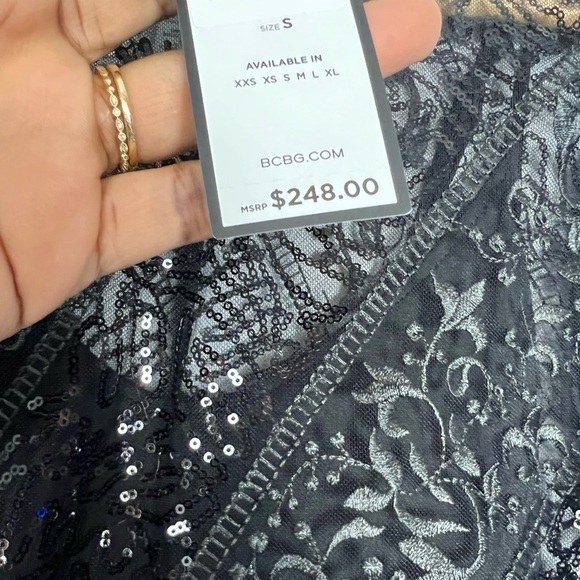 SIZE S
AVAILABLE IN
XXS XS S M L XL
BCBG.COM
MSRP $248.00